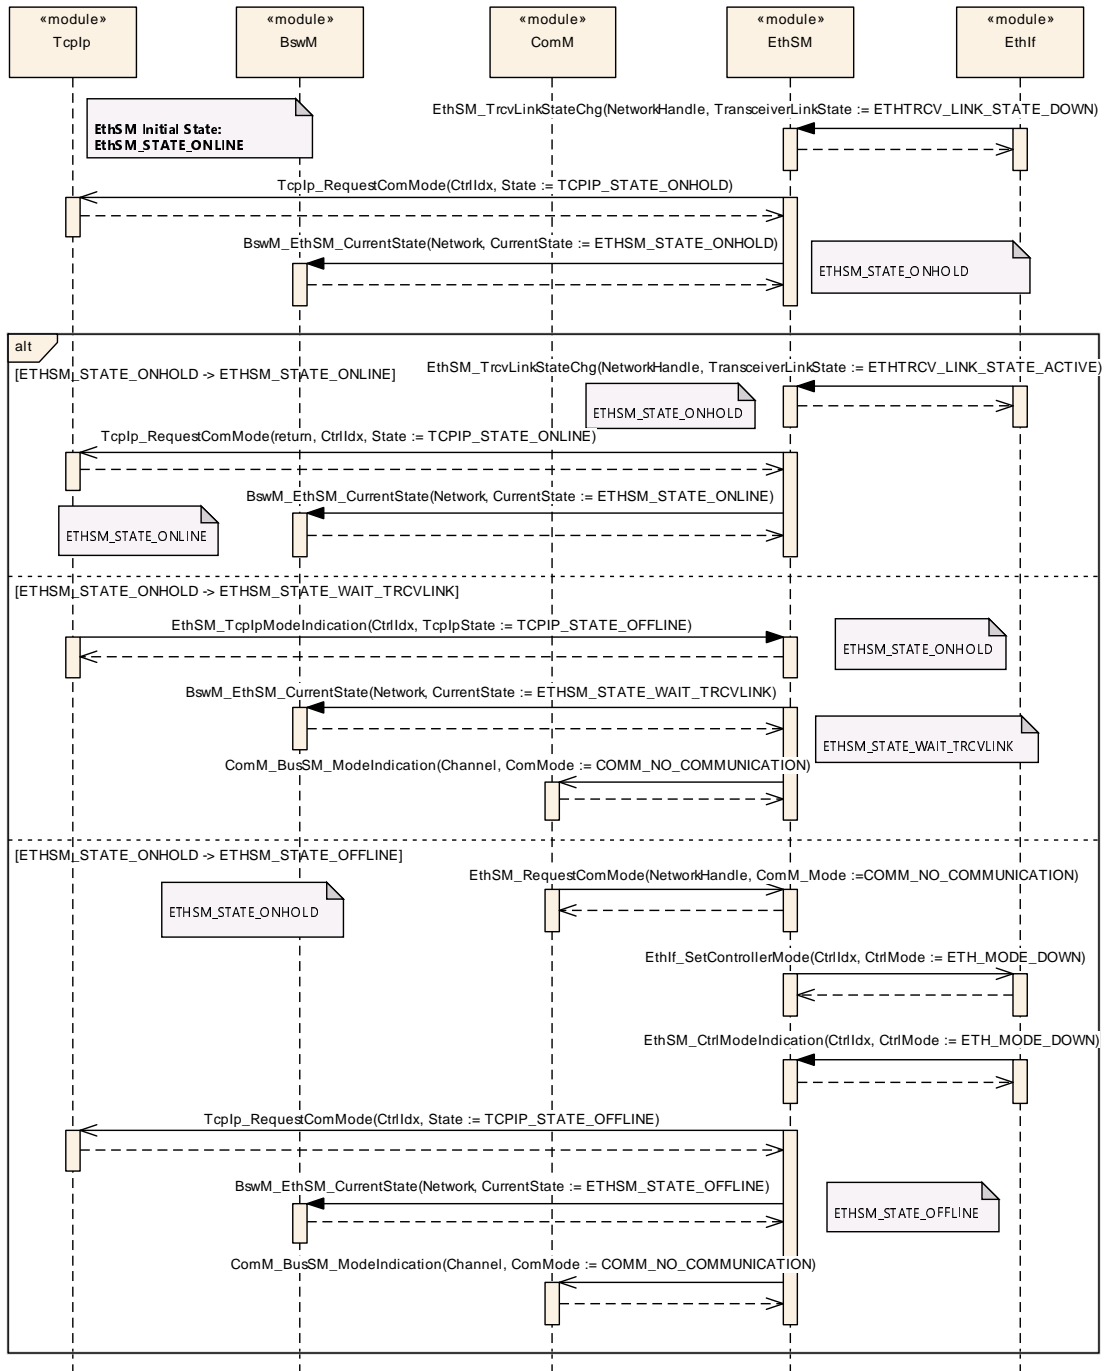 «module»
TcpIp
«module»
BswM
«module»
ComM
«module»
EthSM
«module»
EthIf
EthSM Initial State:
EthSM_STATE_ONLINE
EthSM_TrcvLinkStateChg(NetworkHandle, TransceiverLinkState := ETHTRCV_LINK_STATE_DOWN)
TcpIp_RequestComMode(CtrlIdx, State := TCPIP_STATE_ONHOLD)
BswM_EthSM_CurrentState(Network, CurrentState := ETHSM_STATE_ONHOLD)
ETHSM_STATE_ONHOLD
alt
[ETHSM_STATE_ONHOLD -> ETHSM_STATE_ONLINE]
EthSM_TrcvLinkStateChg(NetworkHandle, TransceiverLinkState := ETHTRCV_LINK_STATE_ACTIVE)
ETHSM_STATE_ONHOLD
TcpIp_RequestComMode(return, CtrlIdx, State := TCPIP_STATE_ONLINE)
BswM_EthSM_CurrentState(Network, CurrentState := ETHSM_STATE_ONLINE)
ETHSM_STATE_ONLINE
[ETHSM_STATE_ONHOLD -> ETHSM_STATE_WAIT_TRCVLINK]
EthSM_TcpIpModeIndication(CtrlIdx, TcpIpState := TCPIP_STATE_OFFLINE)
ETHSM_STATE_ONHOLD
BswM_EthSM_CurrentState(Network, CurrentState := ETHSM_STATE_WAIT_TRCVLINK)
ETHSM_STATE_WAIT_TRCVLINK
ComM_BusSM_ModeIndication(Channel, ComMode := COMM_NO_COMMUNICATION)
[ETHSM_STATE_ONHOLD -> ETHSM_STATE_OFFLINE]
EthSM_RequestComMode(NetworkHandle, ComM_Mode :=COMM_NO_COMMUNICATION)
ETHSM_STATE_ONHOLD
EthIf_SetControllerMode(CtrlIdx, CtrlMode := ETH_MODE_DOWN)
EthSM_CtrlModeIndication(CtrlIdx, CtrlMode := ETH_MODE_DOWN)
TcpIp_RequestComMode(CtrlIdx, State := TCPIP_STATE_OFFLINE)
BswM_EthSM_CurrentState(Network, CurrentState := ETHSM_STATE_OFFLINE)
ETHSM_STATE_OFFLINE
ComM_BusSM_ModeIndication(Channel, ComMode := COMM_NO_COMMUNICATION)